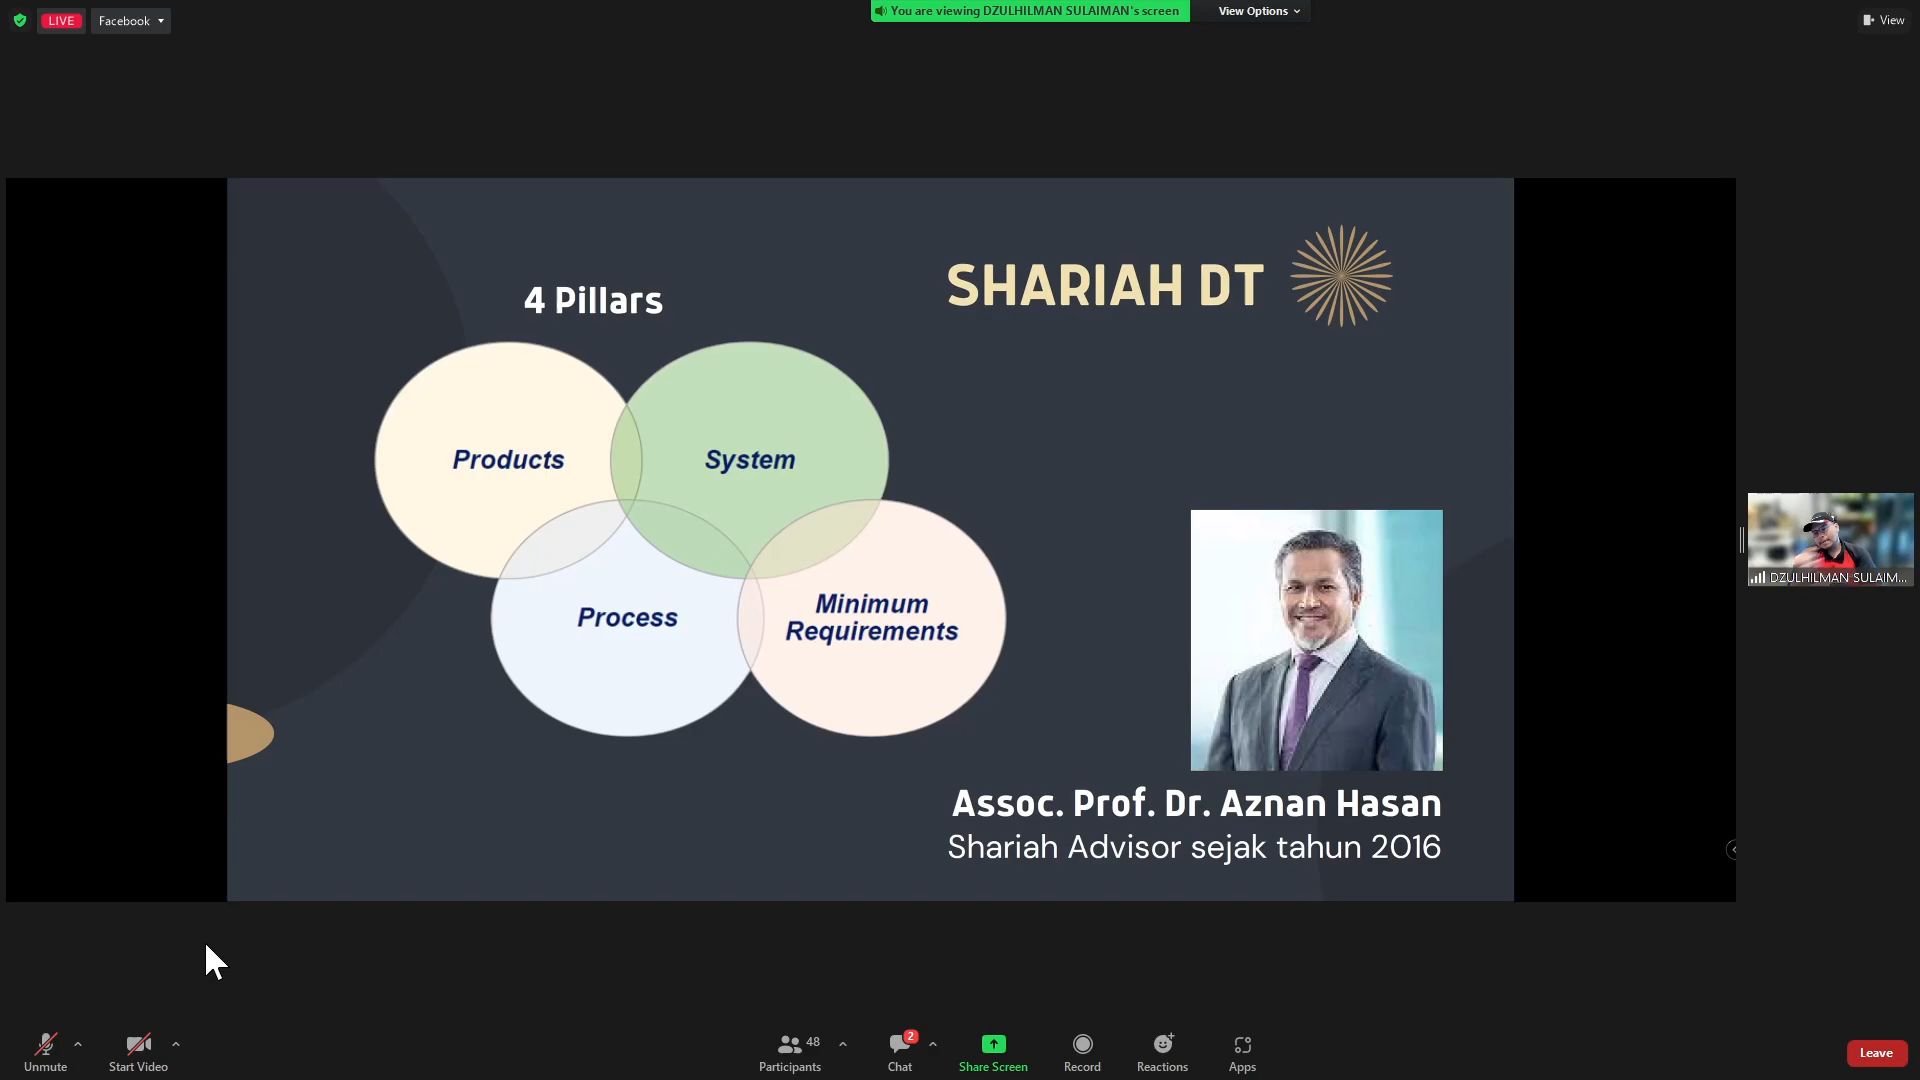 LIVE
Facebook
You are viewing DZULHILMAN SULAIMAN's screen
View Options
View
4 Pillars
SHARIAH DT
Products
System
Process
Minimum
Requirements
DZULHILMAN SULAIM...
Assoc. Prof. Dr. Aznan Hasan
Shariah Advisor sejak tahun 2016
Unmute
Start Video
48
Participants
2
Chat
Share Screen
Record
Reactions
Apps
Leave